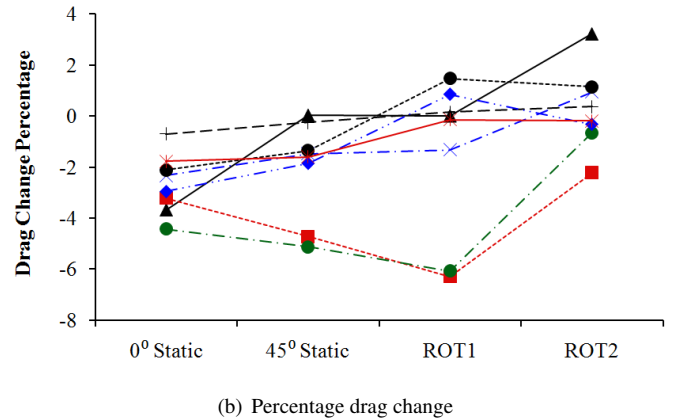 4
2
0
-2
-4
-6
-8
Drag Change Percentage
0⁰ Static 45⁰ Static ROT1 ROT2
(b) Percentage drag change